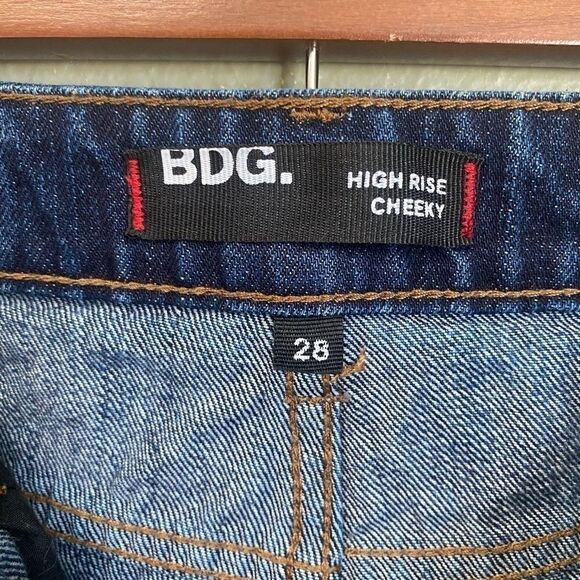 BDG.
HIGH RISE
CHEEKY
28